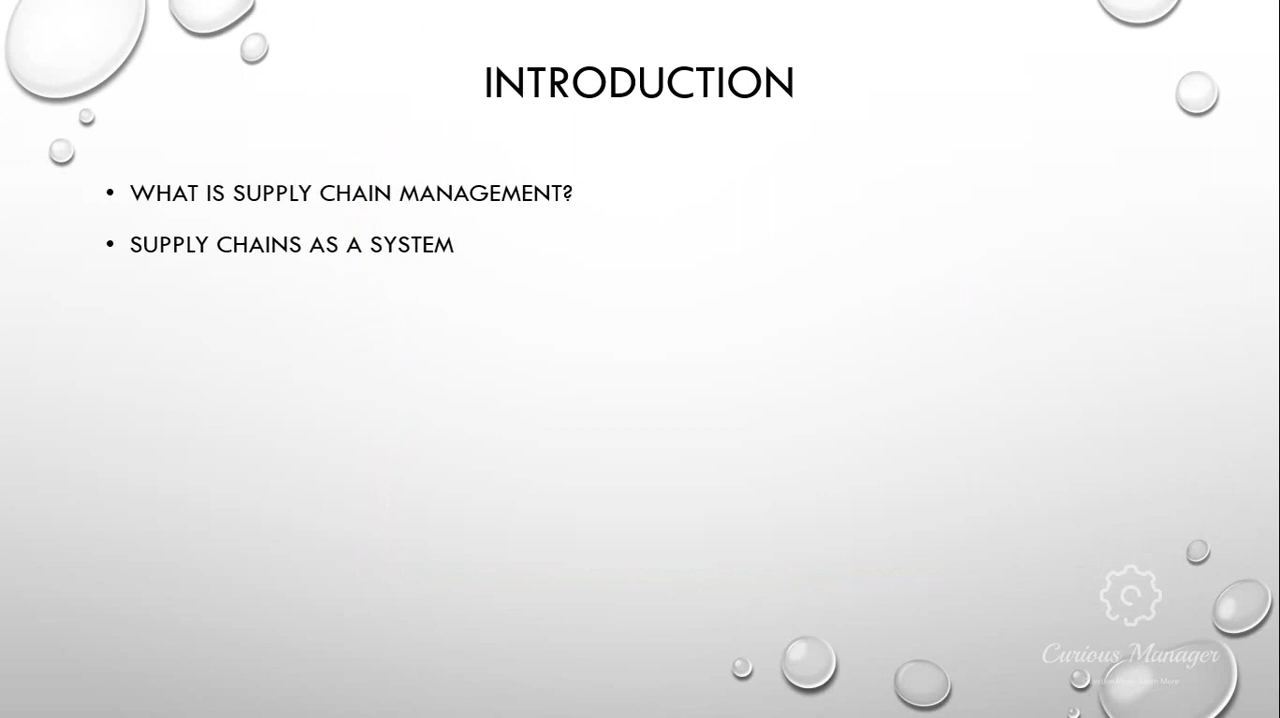 INTRODUCTION
• WHAT IS SUPPLY CHAIN MANAGEMENT?
• SUPPLY CHAINS AS A SYSTEM
Curious Manager